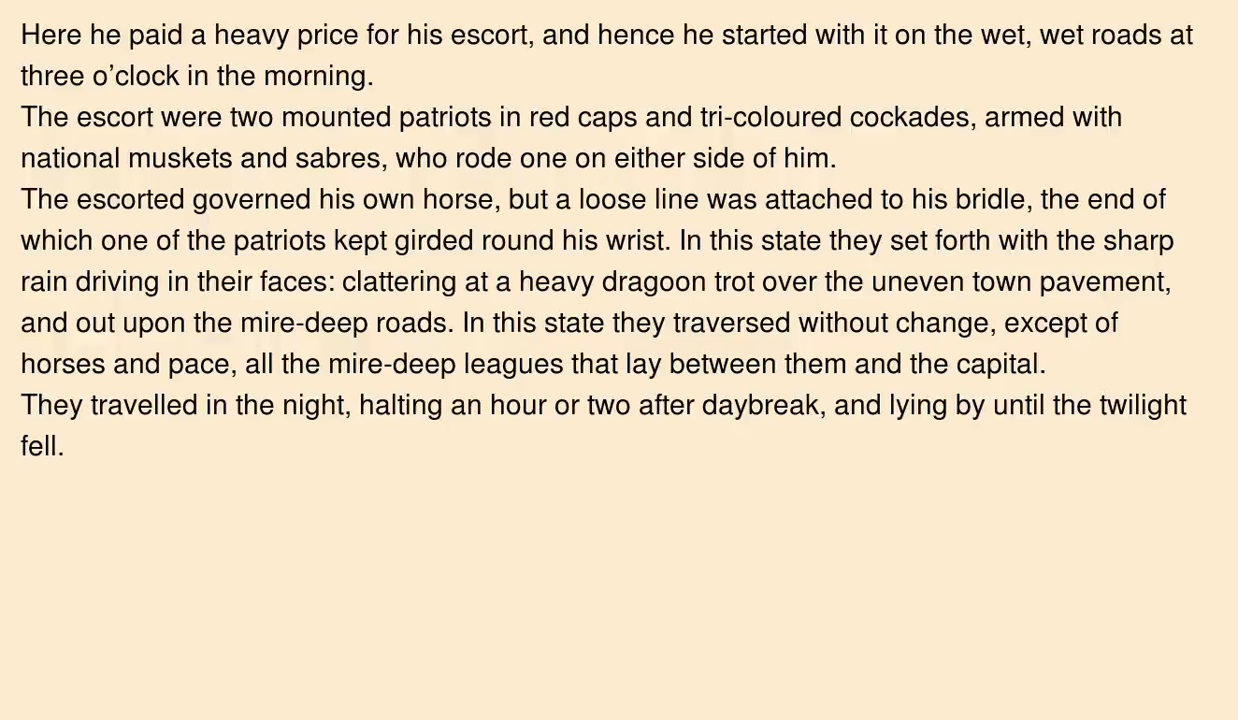 Here he paid a heavy price for his escort, and hence he started with it on the wet, wet roads at
three o’clock in the morning.
The escort were two mounted patriots in red caps and tri-coloured cockades, armed with
national muskets and sabres, who rode one on either side of him.
The escorted governed his own horse, but a loose line was attached to his bridle, the end of
which one of the patriots kept girded round his wrist. In this state they set forth with the sharp
rain driving in their faces: clattering at a heavy dragoon trot over the uneven town pavement,
and out upon the mire-deep roads. In this state they traversed without change, except of
horses and pace, all the mire-deep leagues that lay between them and the capital.
They travelled in the night, halting an hour or two after daybreak, and lying by until the twilight
fell.